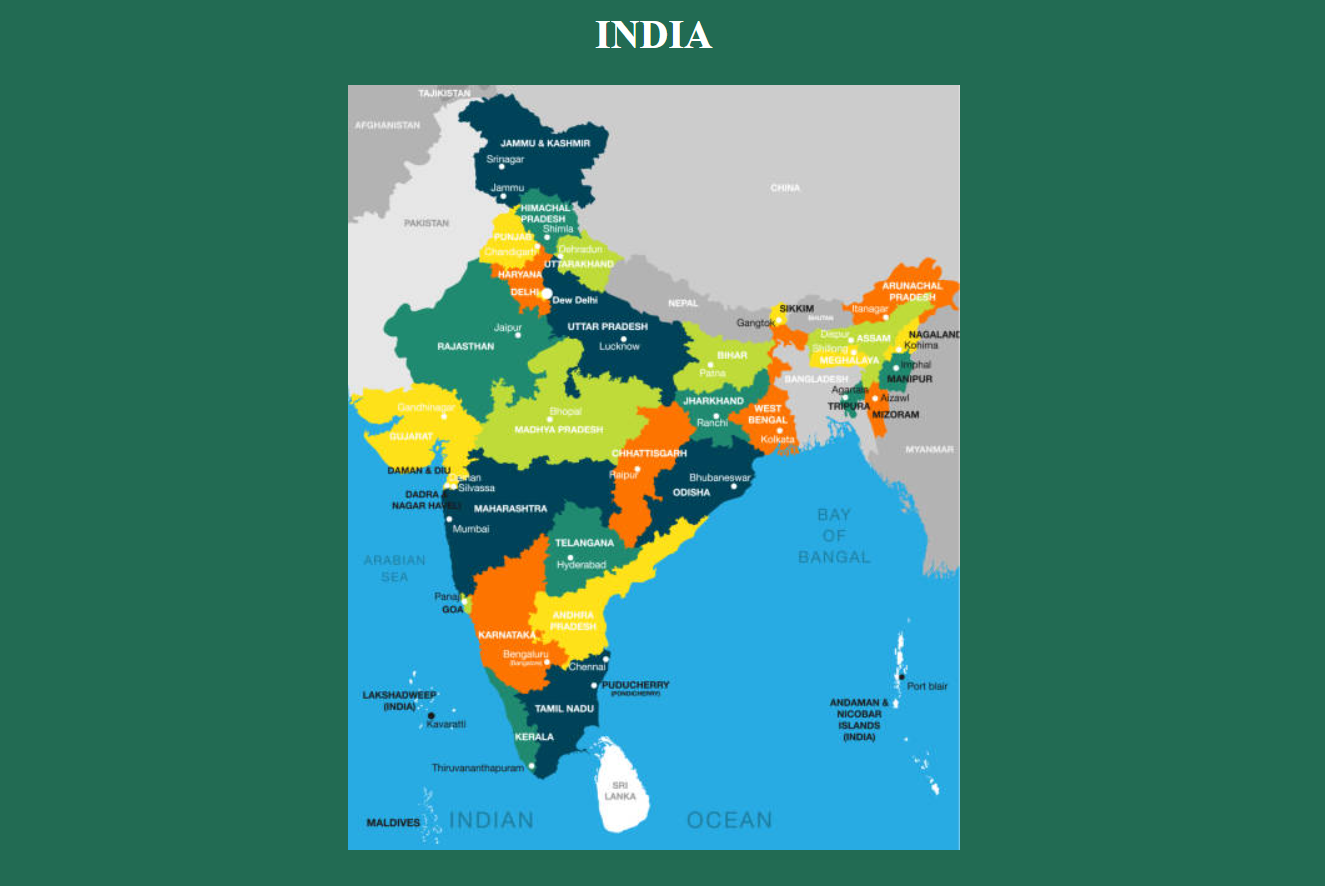 INDIA
TAJIKISTAN
AFGHANISTAN
JAMMU & KASHMIR
Srinagar
Jammu
CHINA
HIMACHAL
PRADESH
Shimla
PAKISTAN
PUNJAB
Chandigarh
Dehradun
UTTARAKHAND
HARYANA
DELHI
Dew Delhi
NEPAL
SIKKIM
Gangtok
BHUTAN
ARUNACHAL
PRADESH
Itanagar
Jaipur
RAJASTHAN
UTTAR PRADESH
Lucknow
BIHAR
Patna
Dispur
ASSAM
NAGALAND
Kohima
Shillong
MEGHALAYA
Imphal
MANIPUR
BANGLADESH
Agartala
TRIPURA
Aizawl
MIZORAM
Gandhinagar
GUJARAT
Bhopal
MADHYA PRADESH
JHARKHAND
Ranchi
WEST
BENGAL
Kolkata
MYANMAR
CHHATTISGARH
Raipur
DAMAN & DIU
Daman
Silvassa
DADRA &
NAGAR HAVELI
Bhubaneswar
ODISHA
MAHARASHTRA
Mumbai
BAY
OF
BANGAL
TELANGANA
Hyderabad
ARABIAN
SEA
Panaji
GOA
ANDHRA
PRADESH
KARNATAKA
Bengaluru
(Bangalore)
Chennai
PUDUCHERRY
(PONDICHERRY)
LAKSHADWEEP
(INDIA)
Kavaratti
TAMIL NADU
KERALA
Thiruvananthapuram
Port blair
ANDAMAN &
NICOBAR
ISLANDS
(INDIA)
SRI
LANKA
MALDIVES
INDIAN
OCEAN